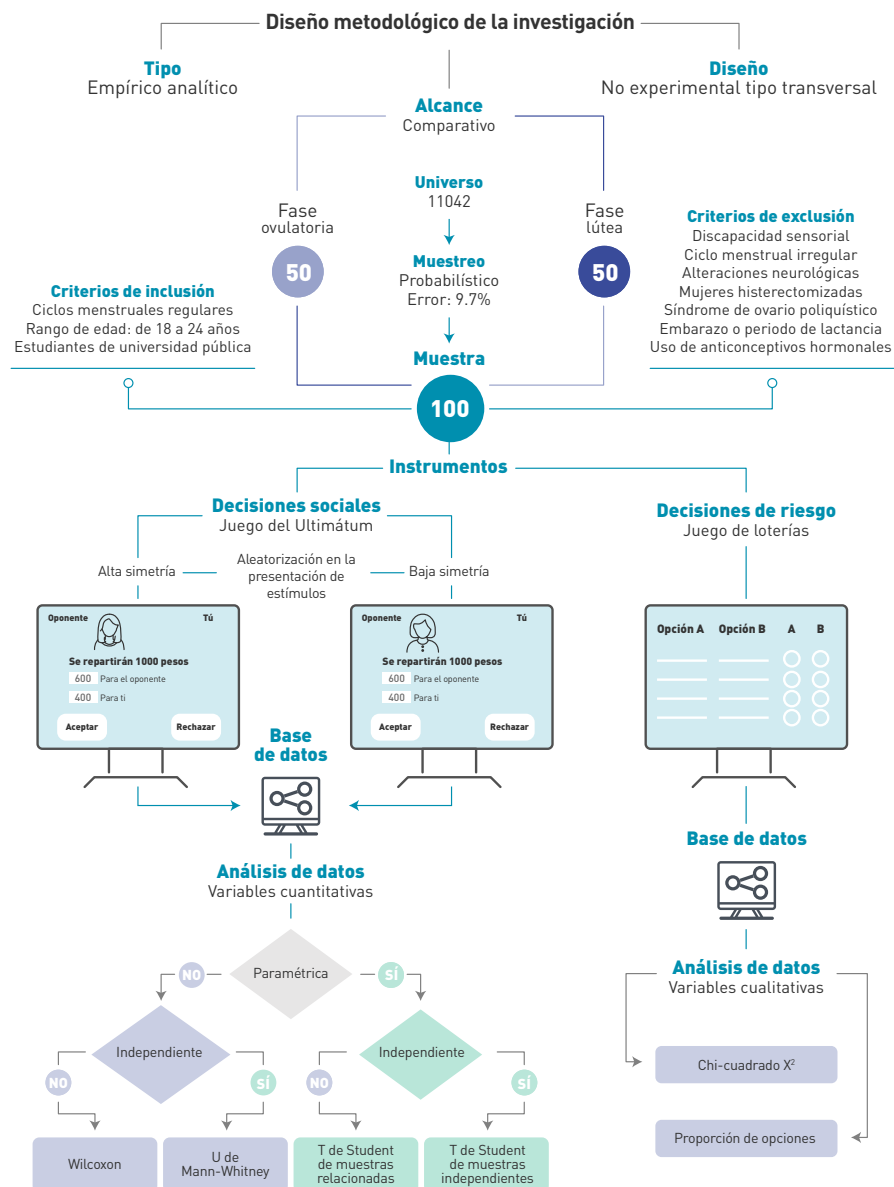 Diseño metodológico de la investigación
Tipo
Empírico analítico
Diseño
No experimental tipo transversal
Alcance
Comparativo
Fase
ovulatoria
50
Universo
11042
Muestreo
Probabilístico
Error: 9.7%
Fase
lútea
50
Criterios de inclusión
Ciclos menstruales regulares
Rango de edad: de 18 a 24 años
Estudiantes de universidad pública
Criterios de exclusión
Discapacidad sensorial
Ciclo menstrual irregular
Alteraciones neurológicas
Mujeres histerectomizadas
Síndrome de ovario poliquístico
Embarazo o periodo de lactancia
Uso de anticonceptivos hormonales
Muestra
100
Instrumentos
Decisiones sociales
Juego del Ultimátum
Decisiones de riesgo
Juego de loterías
Alta simetría
Aleatorización en la
presentación de
estímulos
Baja simetría
Oponente Tú
Se repartirán 1000 pesos
600 Para el oponente
400 Para ti
Aceptar Rechazar
Oponente Tú
Se repartirán 1000 pesos
600 Para el oponente
400 Para ti
Aceptar Rechazar
Opción A Opción B A B
Base
de datos
Análisis de datos
Variables cuantitativas
Base de datos
Análisis de datos
Variables cualitativas
NO Paramétrica SÍ
Independiente
NO SÍ
Independiente
NO SÍ
Wilcoxon
U de
Mann-Whitney
T de Student
de muestras
relacionadas
T de Student
de muestras
independientes
Chi-cuadrado X²
Proporción de opciones